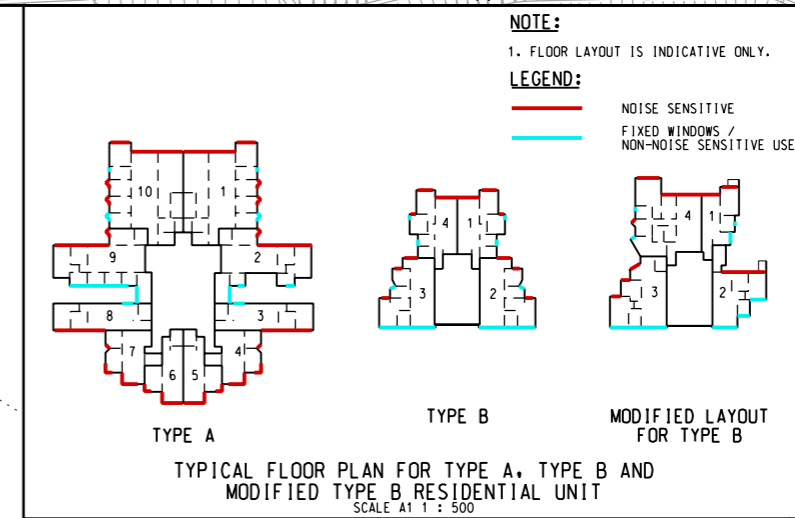 NOTE:
1. FLOOR LAYOUT IS INDICATIVE ONLY.
LEGEND:
NOISE SENSITIVE
FIXED WINDOWS /
NON-NOISE SENSITIVE USE
10 1
9 2
8 3
7 4
6 5
TYPE A
4 1
3 2
TYPE B
4 1
3 2
MODIFIED LAYOUT
FOR TYPE B
TYPICAL FLOOR PLAN FOR TYPE A, TYPE B AND
MODIFIED TYPE B RESIDENTIAL UNIT
SCALE A1 1 : 500